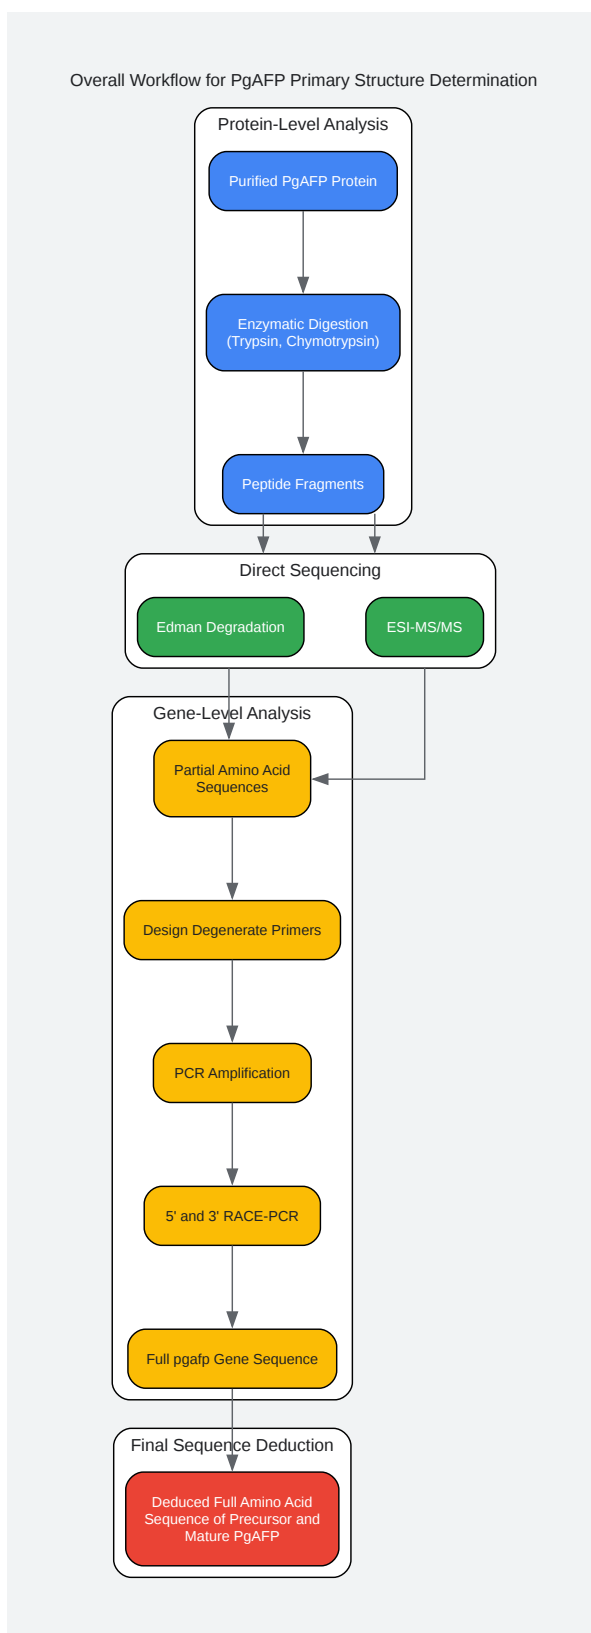 Overall Workflow for PgAFP Primary Structure Determination
Protein-Level Analysis
Purified PgAFP Protein
Enzymatic Digestion
(Trypsin, Chymotrypsin)
Peptide Fragments
Direct Sequencing
Edman Degradation
ESI-MS/MS
Gene-Level Analysis
Partial Amino Acid
Sequences
Design Degenerate Primers
PCR Amplification
5' and 3' RACE-PCR
Full pgafp Gene Sequence
Final Sequence Deduction
Deduced Full Amino Acid
Sequence of Precursor and
Mature PgAFP